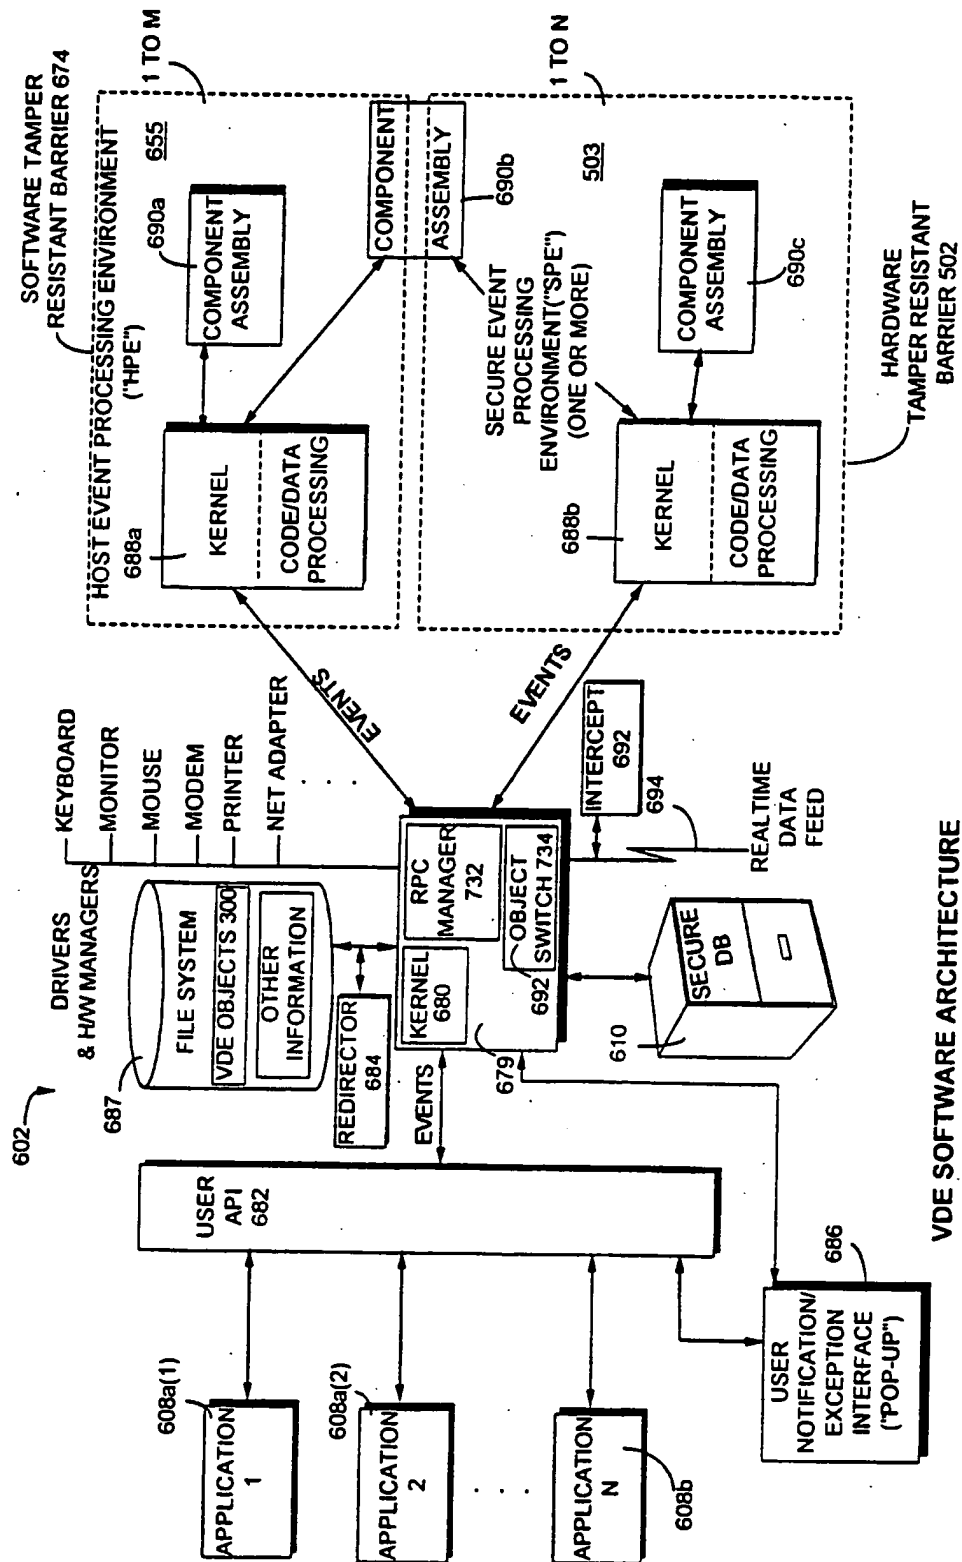 602
DRIVERS
& H/W MANAGERS
KEYBOARD
MONITOR
MOUSE
MODEM
PRINTER
NET ADAPTER
. . .
SOFTWARE TAMPER
RESISTANT BARRIER 674
HOST EVENT PROCESSING ENVIRONMENT
("HPE")
1 TO M
655
690a
COMPONENT
ASSEMBLY
688a
KERNEL
CODE/DATA
PROCESSING
687
FILE SYSTEM
VDE OBJECTS 300
OTHER
INFORMATION
REDIRECTOR
684
USER
API
682
EVENTS
KERNEL
680
RPC
MANAGER
732
OBJECT
SWITCH 734
692
679
EVENTS
EVENTS
COMPONENT
ASSEMBLY
690b
1 TO N
503
SECURE EVENT
PROCESSING
ENVIRONMENT("SPE")
(ONE OR MORE)
688b
KERNEL
CODE/DATA
PROCESSING
COMPONENT
ASSEMBLY
690c
HARDWARE
TAMPER RESISTANT
BARRIER 502
608a(1)
APPLICATION
1
608a(2)
APPLICATION
2
. . .
APPLICATION
N
608b
INTERCEPT
692
694
REALTIME
DATA
FEED
SECURE
DB
610
USER
NOTIFICATION/
EXCEPTION
INTERFACE
("POP-UP")
686
VDE SOFTWARE ARCHITECTURE